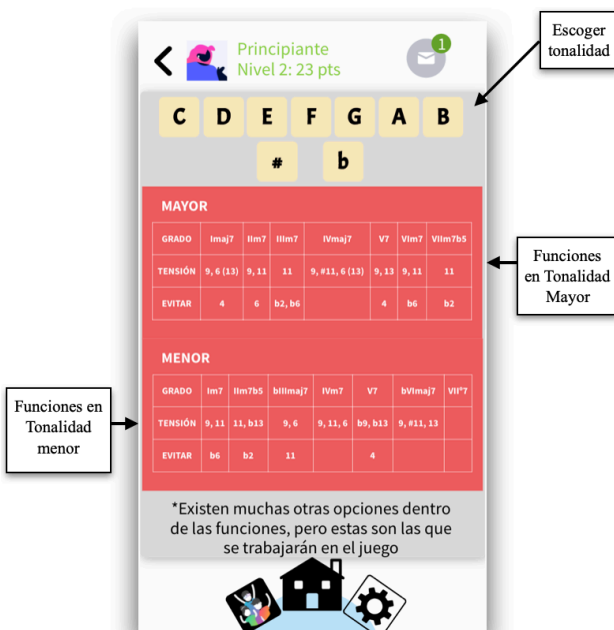 Escoger
tonalidad
Principiante
Nivel 2: 23 pts
1
C D E F G A B
# b
MAYOR
GRADO Imaj7 IIm7 IIIm7 IVmaj7 V7 VIm7 VIIm7b5
TENSIÓN 9, 6 (13) 9, 11 11 9, #11, 6 (13) 9, 13 9, 11 11
EVITAR 4 6 b2, b6 4 b6 b2
Funciones
en Tonalidad
Mayor
MENOR
GRADO Im7 IIm7b5 bIIImaj7 IVm7 V7 bVImaj7 VIIº7
TENSIÓN 9, 11 11, b13 9, 6 9, 11, 6 b9, b13 9, #11, 13
EVITAR b6 b2 11 4
Funciones en
Tonalidad
menor
*Existen muchas otras opciones dentro
de las funciones, pero estas son las que
se trabajarán en el juego